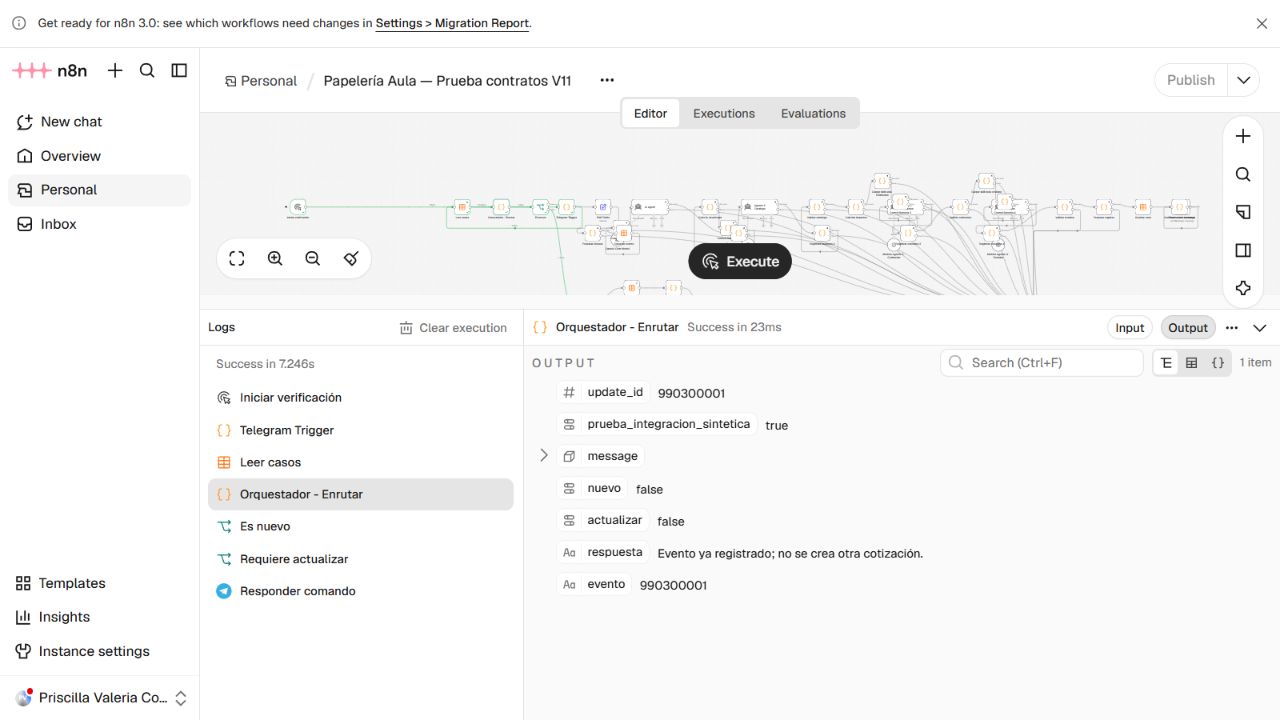 Get ready for n8n 3.0: see which workflows need changes in Settings > Migration Report.
n8n
Personal / Papelería Aula — Prueba contratos V11
Publish
Editor Executions Evaluations
New chat
Overview
Personal
Inbox
Execute
Logs
Clear execution
Orquestador - Enrutar Success in 23ms
Input Output
Success in 7.246s
OUTPUT
Search (Ctrl+F)
1 item
Iniciar verificación
Telegram Trigger
Leer casos
Orquestador - Enrutar
Es nuevo
Requiere actualizar
Responder comando
update_id 990300001
prueba_integracion_sintetica true
message
nuevo false
actualizar false
Aa respuesta Evento ya registrado; no se crea otra cotización.
Aa evento 990300001
Templates
Insights
Instance settings
Priscilla Valeria Co...